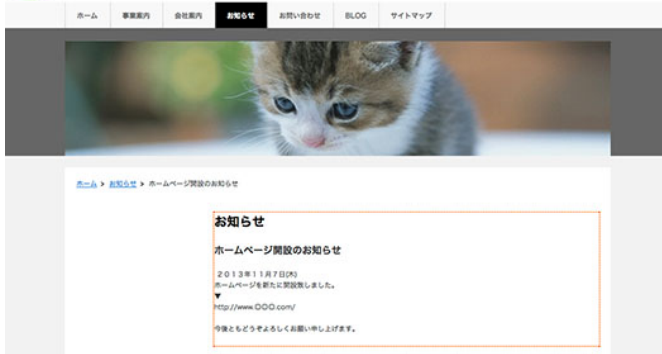 ホーム 事業案内 会社案内 お知らせ お問い合わせ BLOG サイトマップ
ホーム > お知らせ > ホームページ開設のお知らせ
お知らせ
ホームページ開設のお知らせ
2013年11月7日(木)
ホームページを新たに開設致しました。
▼
http://www.〇〇〇.com/
今後ともどうぞよろしくお願い申し上げます。